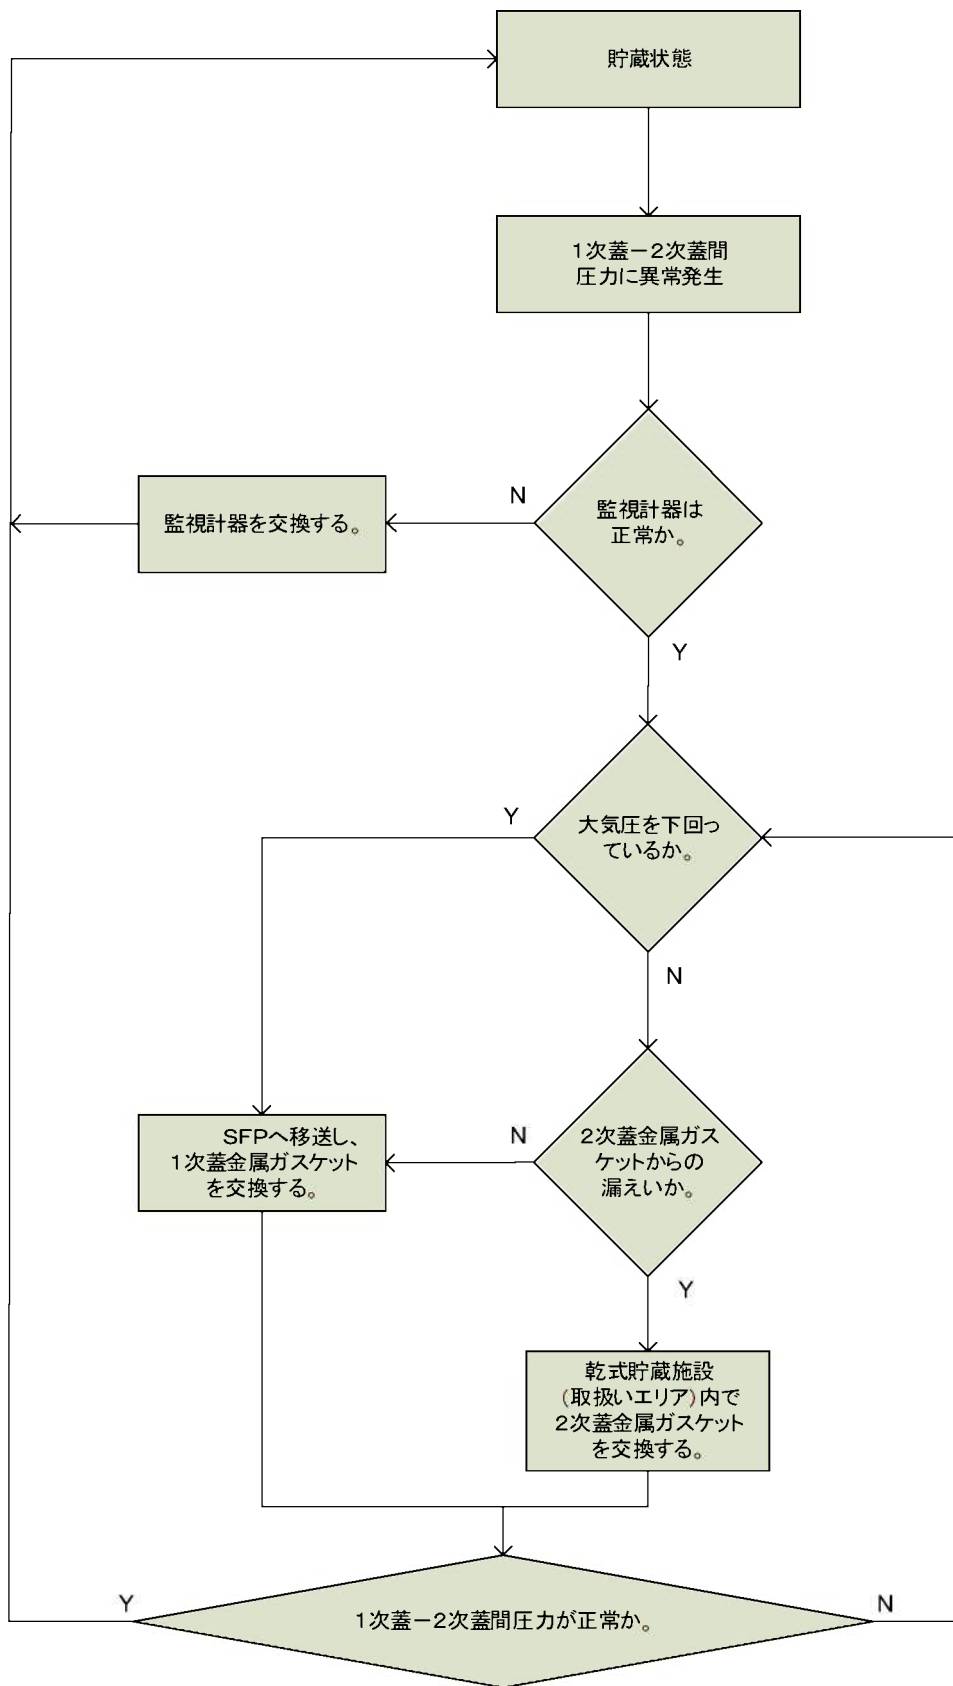 貯蔵状態
1次蓋－2次蓋間
圧力に異常発生
監視計器は
正常か。
N
監視計器を交換する。
Y
大気圧を下回っ
ているか。
Y
N
2次蓋金属ガス
ケットからの
漏えいか。
N
SFPへ移送し、
1次蓋金属ガスケット
を交換する。
Y
乾式貯蔵施設
(取扱いエリア)内で
2次蓋金属ガスケット
を交換する。
1次蓋－2次蓋間圧力が正常か。
Y
N